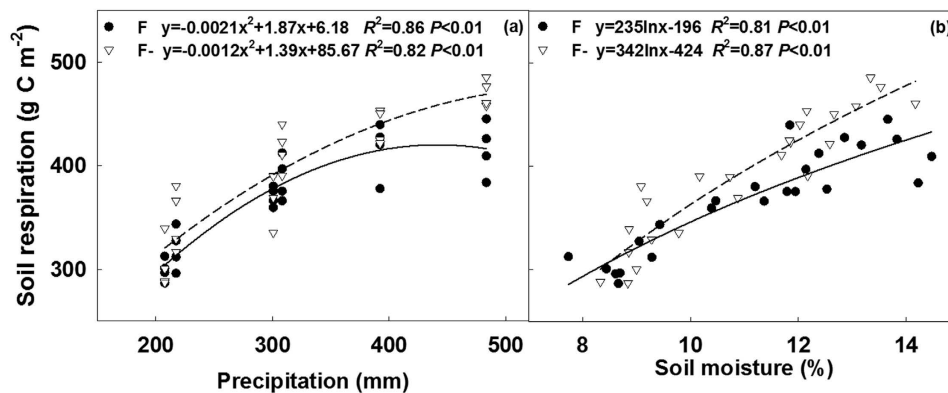 F y=-0.0021x²+1.87x+6.18 R²=0.86 P<0.01 (a)
F- y=-0.0012x²+1.39x+85.67 R²=0.82 P<0.01
F y=235lnx-196 R²=0.81 P<0.01 (b)
F- y=342lnx-424 R²=0.87 P<0.01
Soil respiration (g C m⁻²)
500
400
300
200 300 400 500
Precipitation (mm)
8 10 12 14
Soil moisture (%)